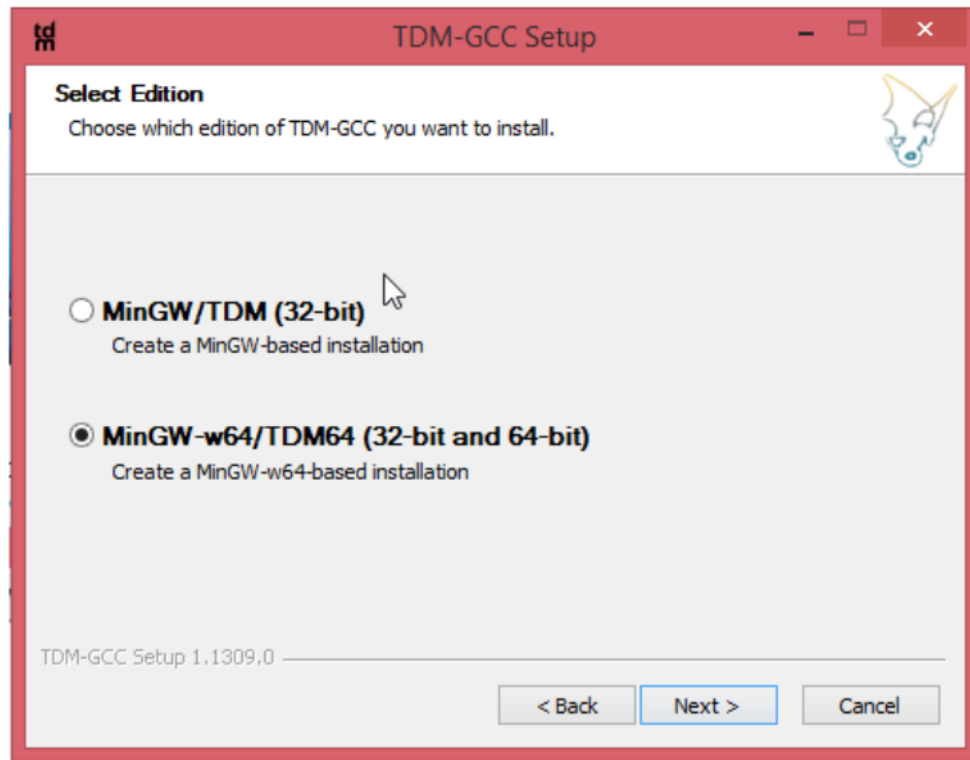 tdm
TDM-GCC Setup
Select Edition
Choose which edition of TDM-GCC you want to install.
MinGW/TDM (32-bit)
Create a MinGW-based installation
MinGW-w64/TDM64 (32-bit and 64-bit)
Create a MinGW-w64-based installation
TDM-GCC Setup 1.1309.0
< Back
Next >
Cancel